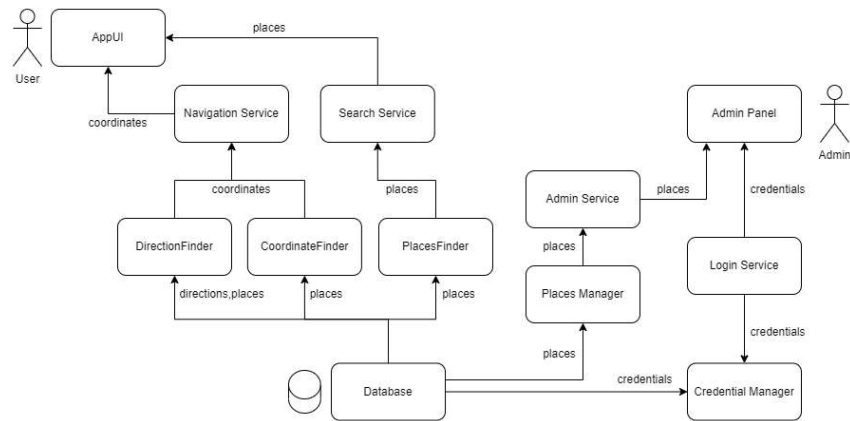 places
AppUI
User
Navigation Service
Search Service
Admin Panel
coordinates
Admin
coordinates
places
places
credentials
Admin Service
DirectionFinder
CoordinateFinder
PlacesFinder
places
Login Service
directions,places
places
places
Places Manager
credentials
places
credentials
Database
Credential Manager